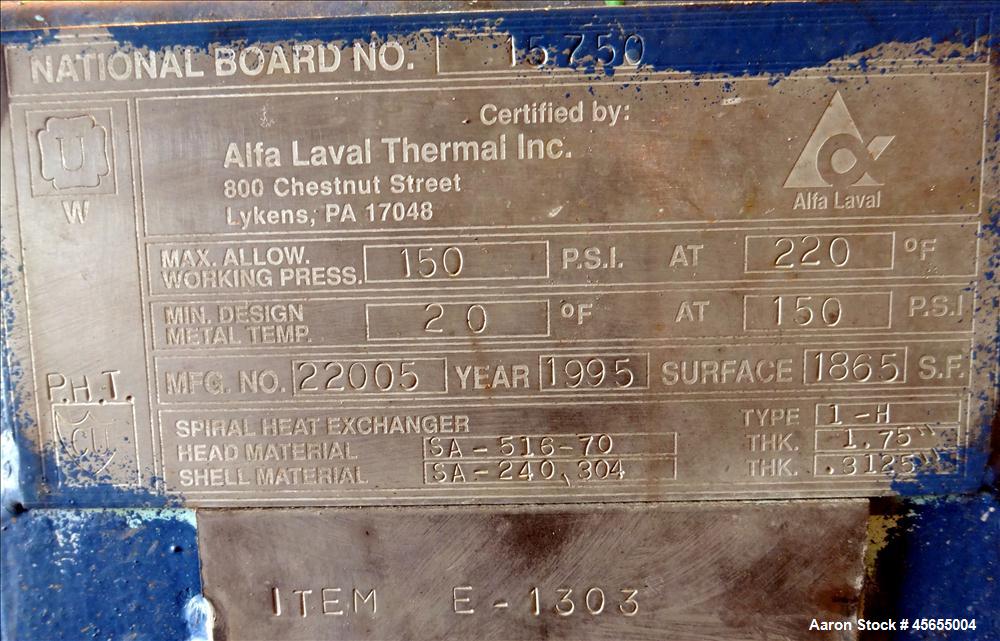 NATIONAL BOARD NO. 15750
U
W
Certified by:
Alfa Laval Thermal Inc.
800 Chestnut Street
Lykens, PA 17048
Alfa Laval
MAX. ALLOW. WORKING PRESS. 150 P.S.I. AT 220 °F
MIN. DESIGN METAL TEMP. 20 °F AT 150 P.S.I
P.H.T.
MFG. NO. 22005 YEAR 1995 SURFACE 1865 S.F.
SPIRAL HEAT EXCHANGER TYPE 1-H
HEAD MATERIAL SA-516-70 THK. 1.75"
SHELL MATERIAL SA-240, 304 THK. .3125"
ITEM E-1303
Aaron Stock # 45655004